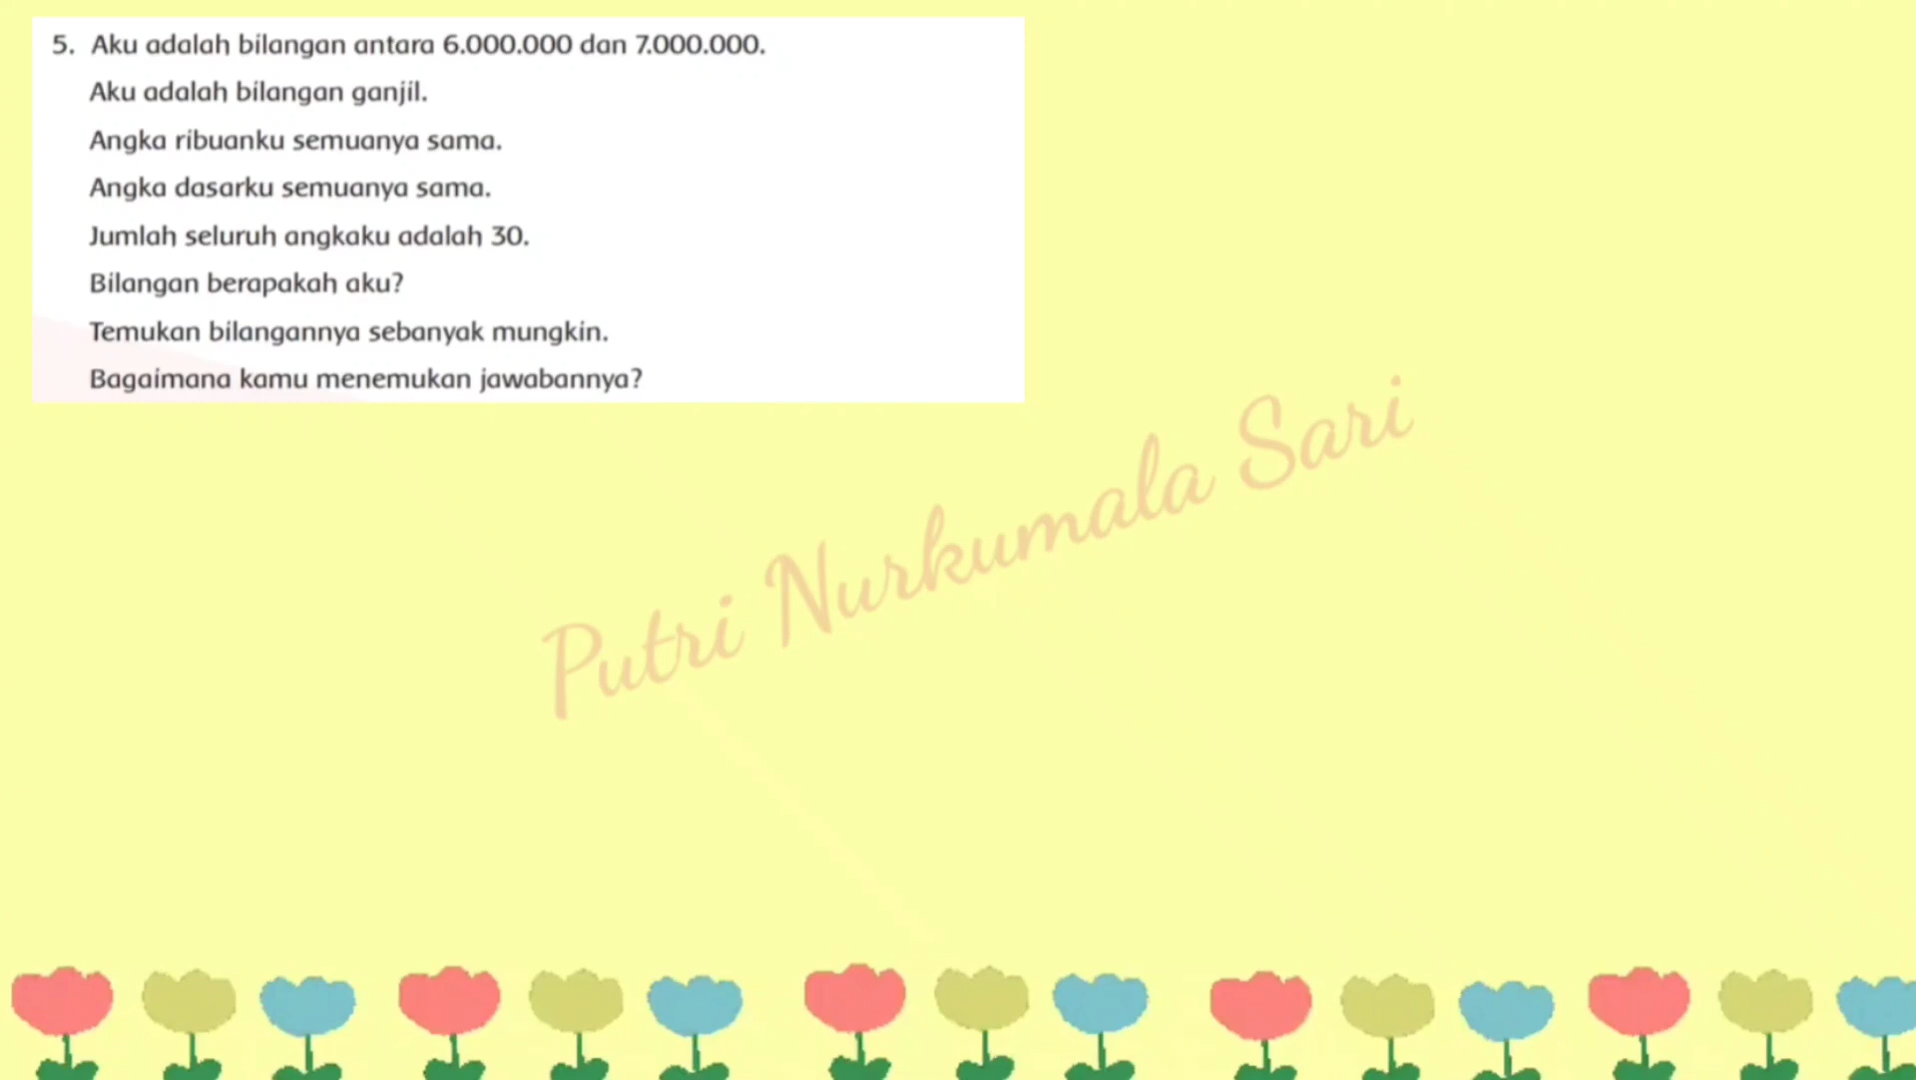 5. Aku adalah bilangan antara 6.000.000 dan 7.000.000.
Aku adalah bilangan ganjil.
Angka ribuanku semuanya sama.
Angka dasarku semuanya sama.
Jumlah seluruh angkaku adalah 30.
Bilangan berapakah aku?
Temukan bilangannya sebanyak mungkin.
Bagaimana kamu menemukan jawabannya?
Putri Nurkumala Sari